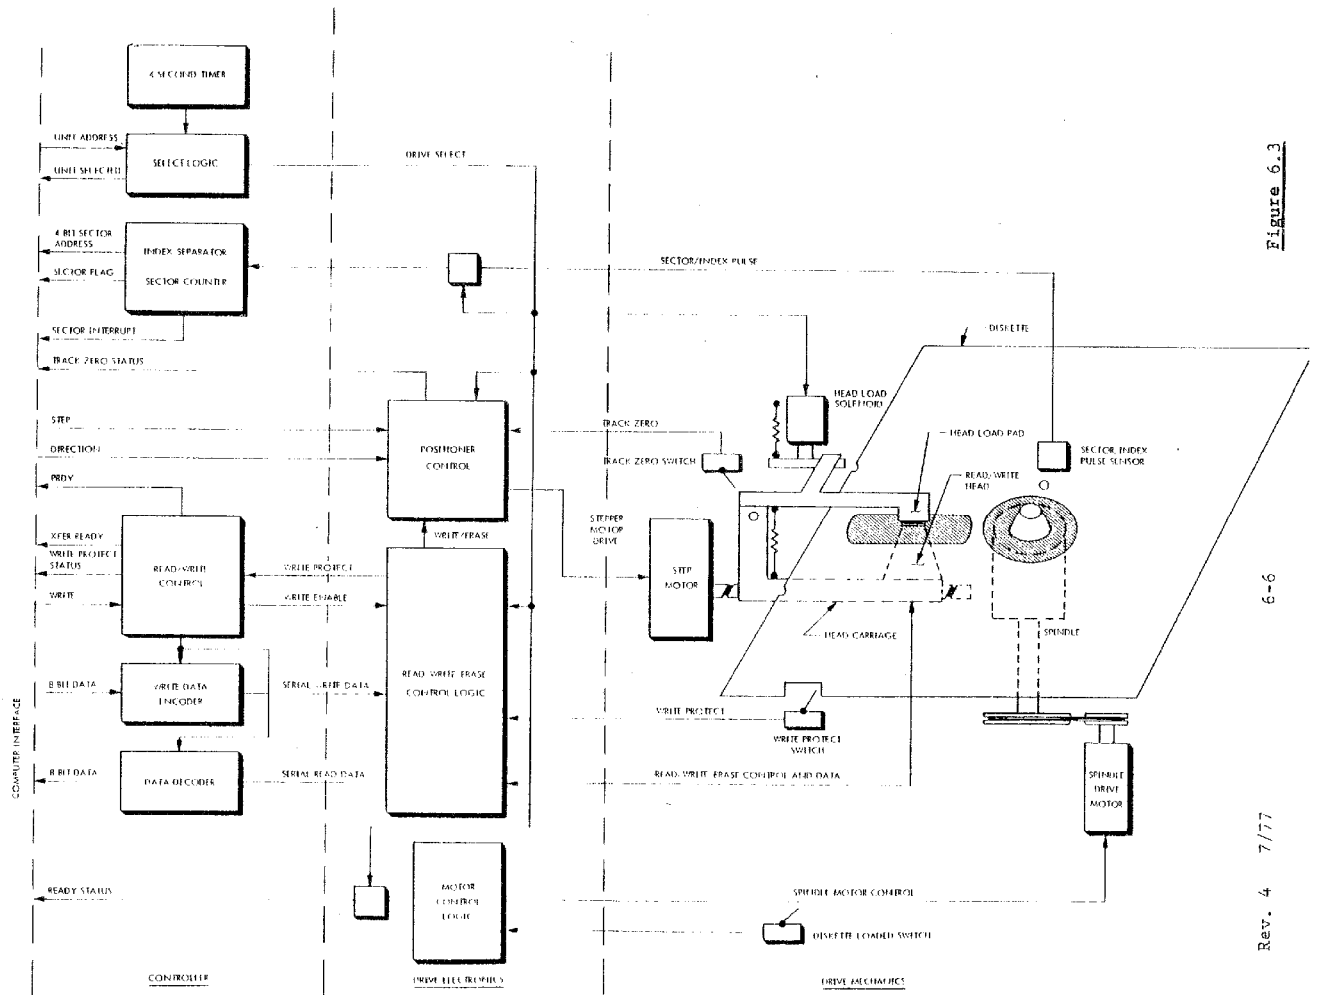 4 SECOND TIMER
UNIT ADDRESS
SELECT LOGIC
UNIT SELECTED
DRIVE SELECT
4 BIT SECTOR
ADDRESS
SECTOR FLAG
INDEX SEPARATOR
SECTOR COUNTER
SECTOR INTERRUPT
TRACK ZERO STATUS
SECTOR/INDEX PULSE
DISKETTE
HEAD LOAD
SOLENOID
STEP
DIRECTION
POSITIONER
CONTROL
TRACK ZERO
TRACK ZERO SWITCH
HEAD LOAD PAD
READ/WRITE
HEAD
SECTOR/INDEX
PULSE SENSOR
PRDY
XFER READY
WRITE PROTECT
STATUS
WRITE
READ/WRITE
CONTROL
WRITE/ERASE
WRITE PROTECT
WRITE ENABLE
STEPPER
MOTOR
DRIVE
STEP
MOTOR
HEAD CARRIAGE
SPINDLE
8 BIT DATA
WRITE DATA
ENCODER
SERIAL WRITE DATA
READ WRITE ERASE
CONTROL LOGIC
WRITE PROTECT
WRITE PROTECT
SWITCH
8 BIT DATA
DATA DECODER
SERIAL READ DATA
READ-WRITE ERASE CONTROL AND DATA
SPINDLE
DRIVE
MOTOR
READY STATUS
MOTOR
CONTROL
LOGIC
SPINDLE MOTOR CONTROL
DISKETTE LOADED SWITCH
COMPUTER INTERFACE
CONTROLLER
DRIVE ELECTRONICS
DRIVE MECHANICS
Figure 6.3
6-6
Rev. 4 7/77